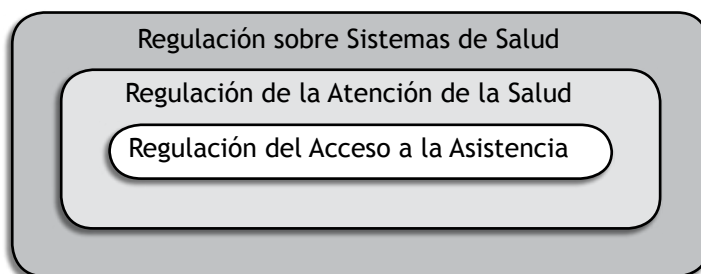 Regulación sobre Sistemas de Salud
Regulación de la Atención de la Salud
Regulación del Acceso a la Asistencia